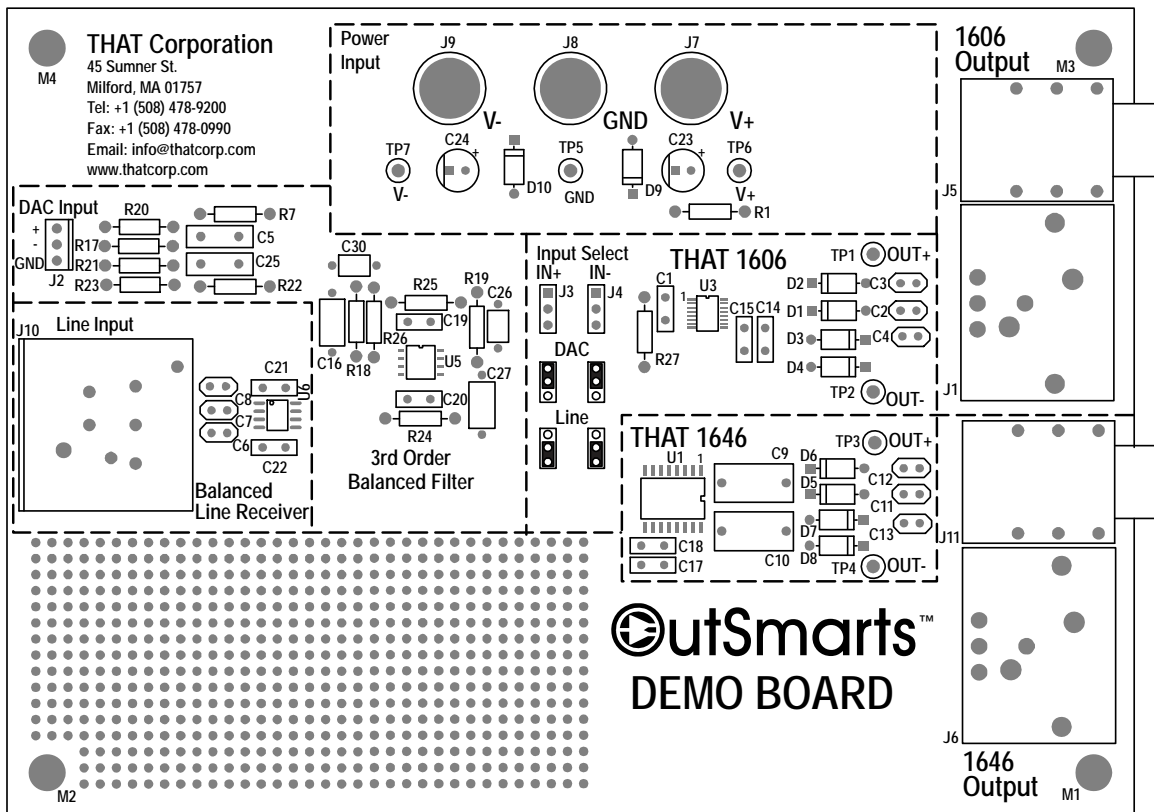 THAT Corporation
45 Sumner St.
Milford, MA 01757
Tel: +1 (508) 478-9200
Fax: +1 (508) 478-0990
Email: info@thatcorp.com
www.thatcorp.com
M4
Power
Input
J9
J8
J7
V-
GND
V+
C24
+
C23
+
TP7
V-
D10
TP5
GND
D9
TP6
V+
R1
1606
Output
M3
J5
DAC Input
+
-
GND
J2
R20
R17
R21
R23
R7
C5
C25
R22
J10
Line Input
C21
U6
C8
C7
C6
C22
Balanced
Line Receiver
C30
R25
R19
C26
C19
C16
R18
R26
U5
C20
C27
R24
3rd Order
Balanced Filter
Input Select
IN+
IN-
J3
J4
DAC
Line
THAT 1606
C1
1
U3
C15
C14
R27
TP1
OUT+
D2
C3
D1
C2
D3
C4
D4
TP2
OUT-
J1
THAT 1646
U1
1
C9
C10
C18
C17
TP3
OUT+
D6
D5
C12
C11
D7
C13
D8
TP4
OUT-
J11
J6
OutSmarts™
DEMO BOARD
1646
Output
M1
M2